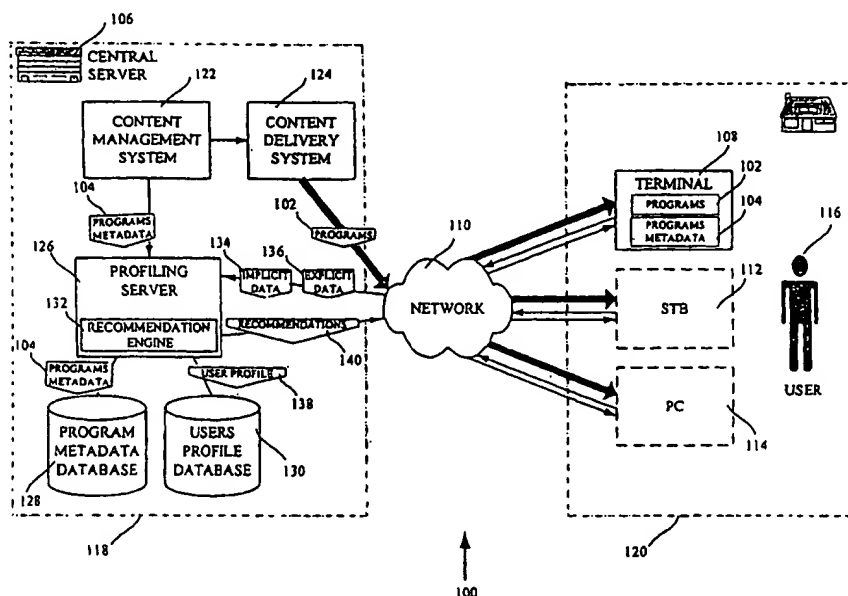 106
CENTRAL
SERVER
122
124
CONTENT
MANAGEMENT
SYSTEM
CONTENT
DELIVERY
SYSTEM
104
PROGRAMS
METADATA
102
PROGRAMS
126
PROFILING
SERVER
134
IMPLICIT
DATA
136
EXPLICIT
DATA
132
RECOMMENDATION
ENGINE
RECOMMENDATIONS
140
104
PROGRAMS
METADATA
USER PROFILE
138
PROGRAM
METADATA
DATABASE
128
USERS
PROFILE
DATABASE
130
118
110
NETWORK
100
108
TERMINAL
102
PROGRAMS
PROGRAMS
METADATA
104
116
112
STB
USER
PC
114
120